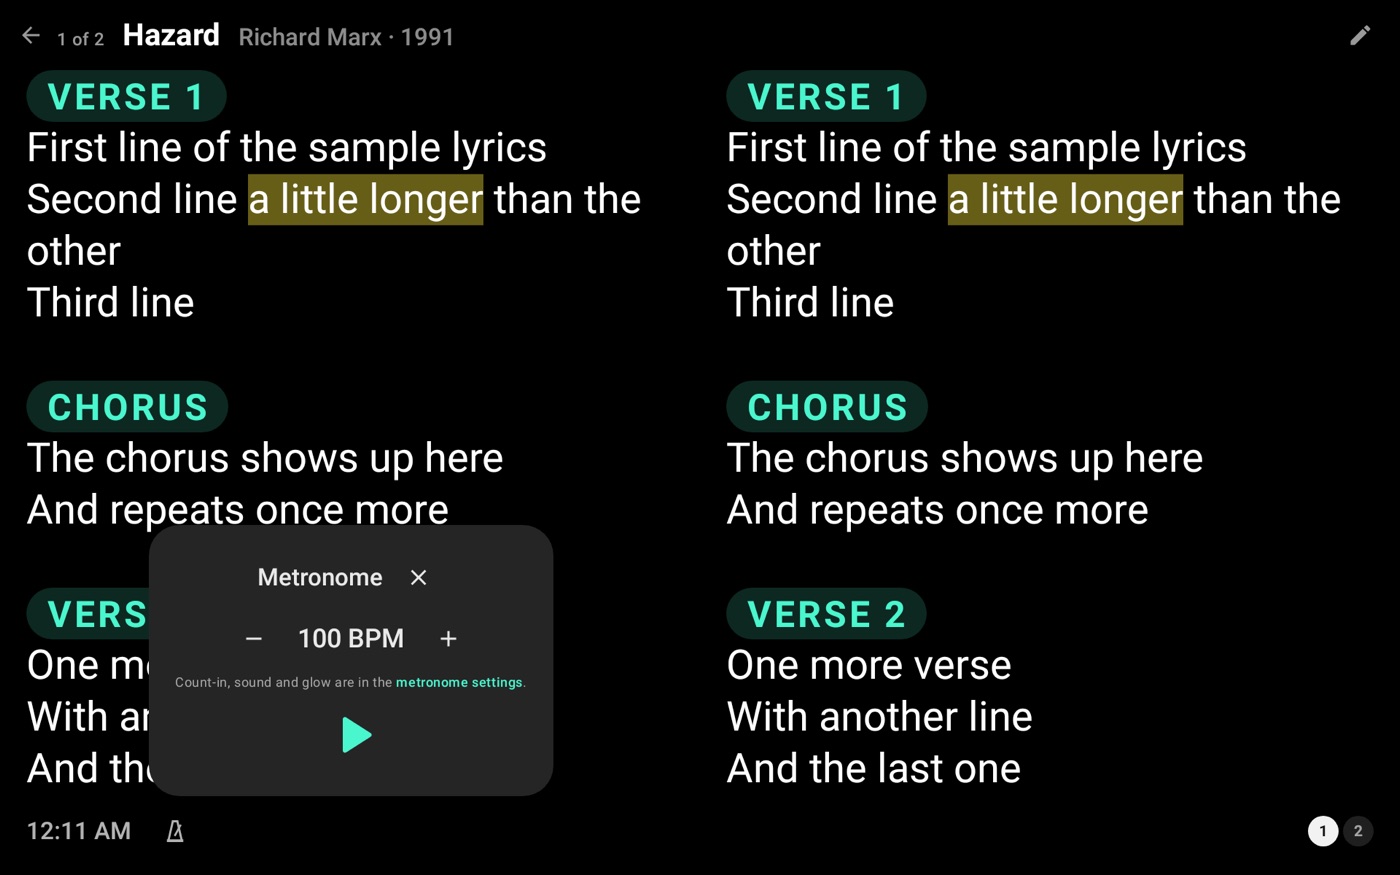 1 of 2 Hazard Richard Marx · 1991
VERSE 1
First line of the sample lyrics
Second line a little longer than the
other
Third line
CHORUS
The chorus shows up here
And repeats once more
VERS
One m
With a
And th
Metronome
− 100 BPM +
Count-in, sound and glow are in the metronome settings.
VERSE 1
First line of the sample lyrics
Second line a little longer than the
other
Third line
CHORUS
The chorus shows up here
And repeats once more
VERSE 2
One more verse
With another line
And the last one
12:11 AM
1 2